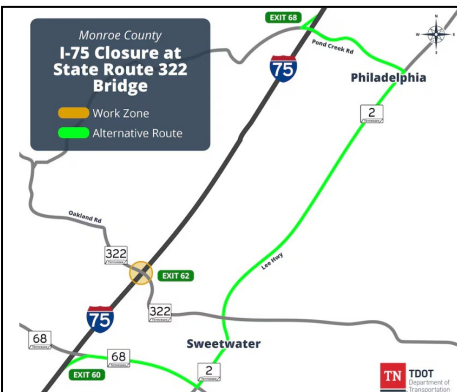 Monroe County
I-75 Closure at
State Route 322
Bridge
Work Zone
Alternative Route
EXIT 68
Pond Creek Rd
N
W
E
S
75
Philadelphia
2
Oakland Rd
322
EXIT 62
Lee Hwy
322
75
68
68
Sweetwater
2
EXIT 60
TN
TDOT
Department of
Transportation